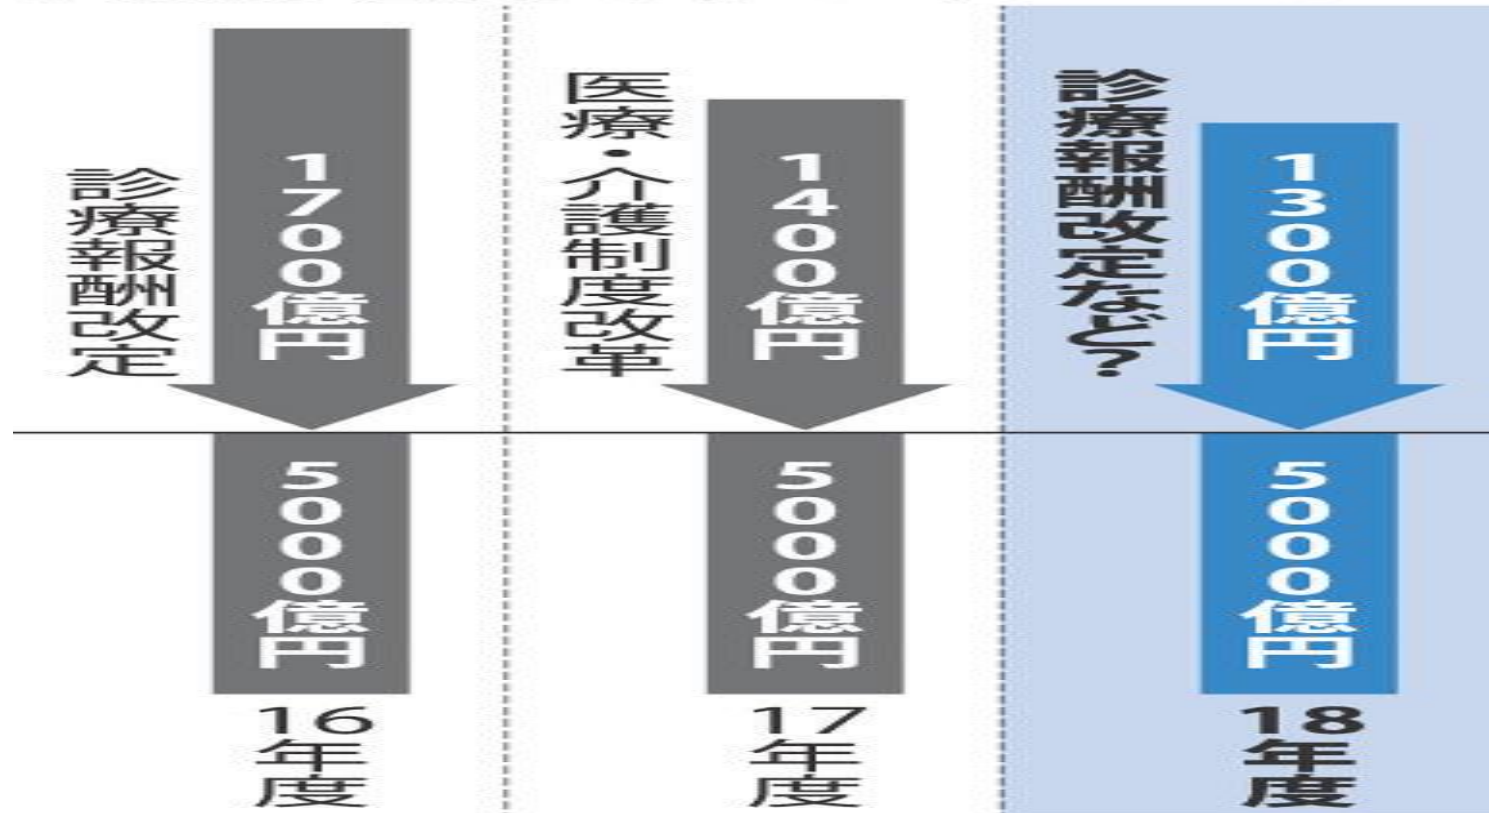 診療報酬改定
1700億円
5000億円
16年度
医療・介護制度改革
1400億円
5000億円
17年度
診療報酬改定など?
1300億円
5000億円
18年度